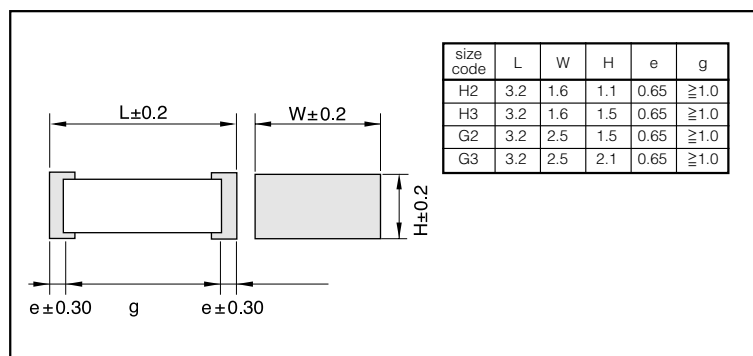 size code L W H e g
H2 3.2 1.6 1.1 0.65 ≧1.0
H3 3.2 1.6 1.5 0.65 ≧1.0
G2 3.2 2.5 1.5 0.65 ≧1.0
G3 3.2 2.5 2.1 0.65 ≧1.0
L±0.2 W±0.2
H±0.2
e±0.30 g e±0.30